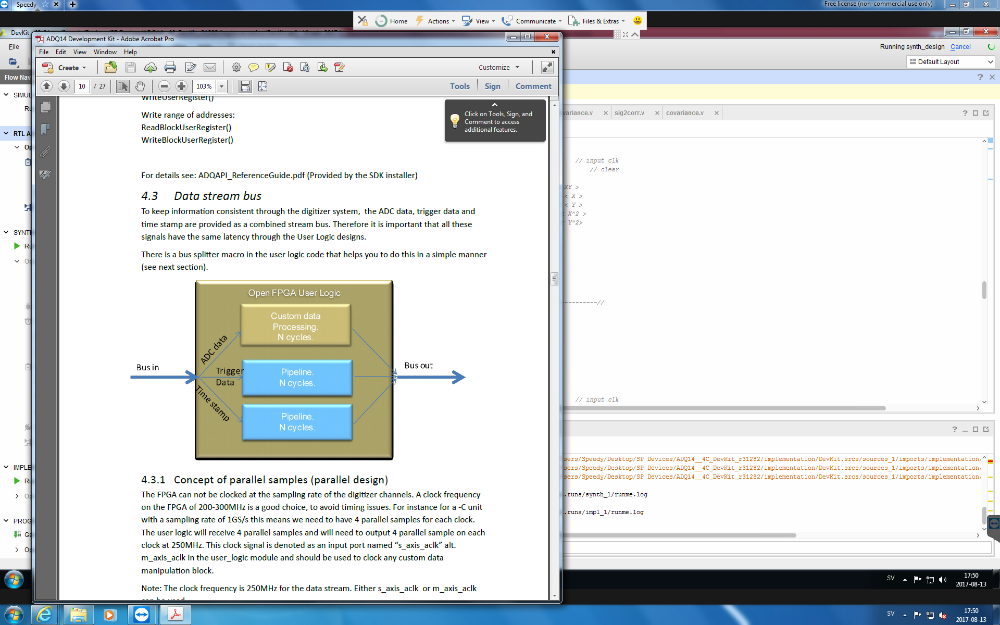 Speedy
Free license (non-commercial use only)
Home
Actions
View
Communicate
Files & Extras
DevKit
ADQ14 Development Kit - Adobe Acrobat Pro
File
File Edit View Window Help
Running synth_design Cancel
Create
Customize
Default Layout
Flow Nav
10 / 27
103%
Tools Sign Comment
SIMUL
Ru
RTL A
Op
SYNTH
Ru
Op
IMPLE
Ru
Op
PROG
Ge
Op
WriteUserRegister()
Write range of addresses:
ReadBlockUserRegister()
WriteBlockUserRegister()
Click on Tools, Sign, and
Comment to access
additional features.
For details see: ADQAPI_ReferenceGuide.pdf (Provided by the SDK installer)
4.3 Data stream bus
To keep information consistent through the digitizer system, the ADC data, trigger data and
time stamp are provided as a combined stream bus. Therefore it is important that all these
signals have the same latency through the User Logic designs.
There is a bus splitter macro in the user logic code that helps you to do this in a simple manner
(see next section).
Open FPGA User Logic
Custom data
Processing.
N cycles.
ADC data
Bus in
Trigger
Data
Pipeline.
N cycles.
Bus out
Time stamp
Pipeline.
N cycles.
4.3.1 Concept of parallel samples (parallel design)
The FPGA can not be clocked at the sampling rate of the digitizer channels. A clock frequency
on the FPGA of 200-300MHz is a good choice, to avoid timing issues. For instance for a -C unit
with a sampling rate of 1GS/s this means we need to have 4 parallel samples for each clock.
The user logic will receive 4 parallel samples and will need to output 4 parallel sample on each
clock at 250MHz. This clock signal is denoted as an input port named “s_axis_aclk” alt.
m_axis_aclk in the user_logic module and should be used to clock any custom data
manipulation block.
Note: The clock frequency is 250MHz for the data stream. Either s_axis_aclk or m_axis_aclk
can be used
variance.v
sig2corr.v
covariance.v
// input clk
// clear
XY >
< X >
< Y >
X^2 >
Y^2>
----------//
// input clk
sers/Speedy/Desktop/SP Devices/ADQ14__4C_DevKit_r31282/implementation/DevKit.srcs/sources_1/imports/implementation/
sers/Speedy/Desktop/SP Devices/ADQ14__4C_DevKit_r31282/implementation/DevKit.srcs/sources_1/imports/implementation/
sers/Speedy/Desktop/SP Devices/ADQ14__4C_DevKit_r31282/implementation/DevKit.srcs/sources_1/imports/implementation/
.runs/synth_1/runme.log
.runs/impl_1/runme.log
SV
17:50
2017-08-13
SV
17:50
2017-08-13